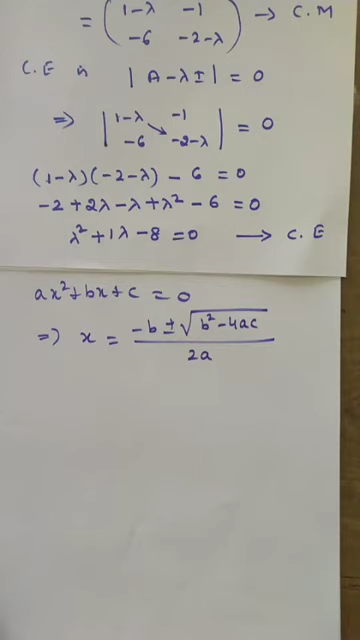 = ( 1-λ -1 ) → C.M
( -6 -2-λ )
C.E is | A-λI | = 0
⇒ | 1-λ -1 | = 0
| -6 -2-λ |
(1-λ)(-2-λ) - 6 = 0
-2+2λ-λ+λ² - 6 = 0
λ²+1λ-8 = 0 → C.E
ax²+bx+c = 0
⇒ x = -b ± √b²-4ac
2a